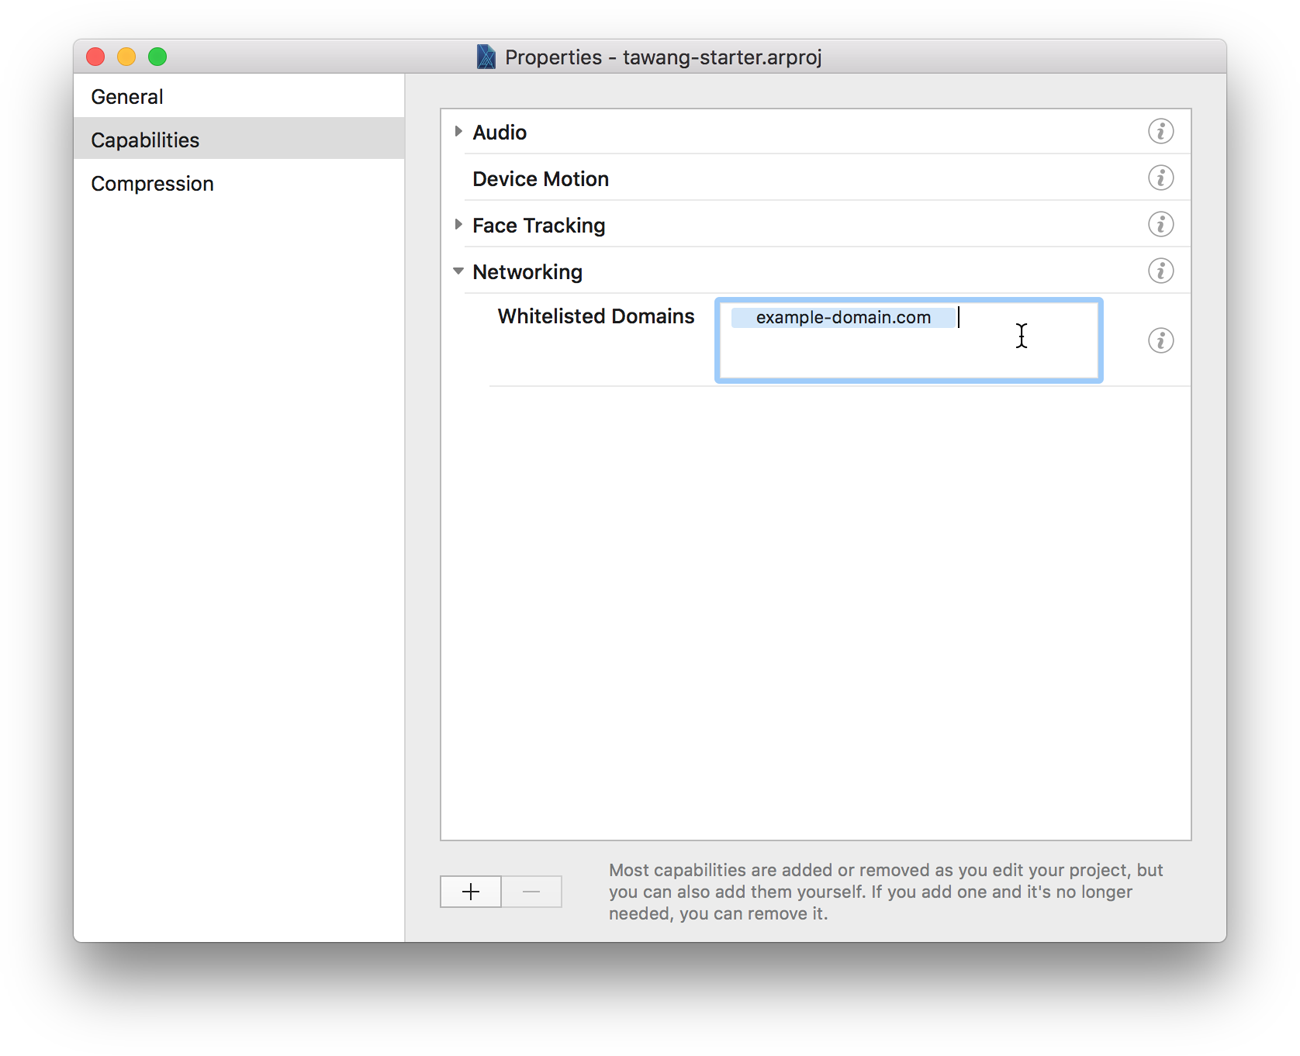 Properties - tawang-starter.arproj
General
Capabilities
Compression
Audio
Device Motion
Face Tracking
Networking
Whitelisted Domains
example-domain.com
Most capabilities are added or removed as you edit your project, but
you can also add them yourself. If you add one and it's no longer
needed, you can remove it.